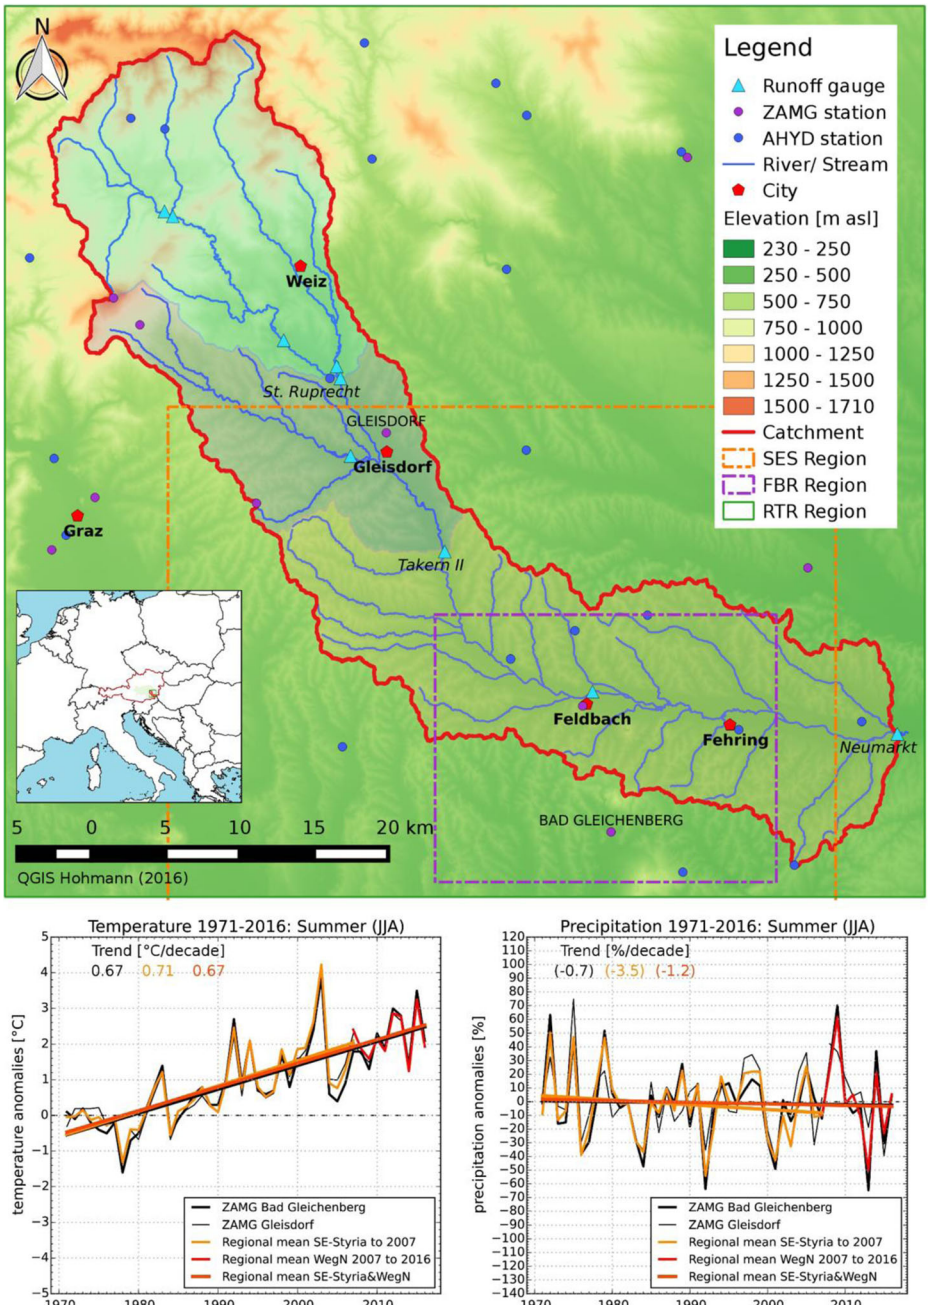 N
Legend
Runoff gauge
ZAMG station
AHYD station
River/ Stream
City
Elevation [m asl]
230 - 250
250 - 500
500 - 750
750 - 1000
1000 - 1250
1250 - 1500
1500 - 1710
Catchment
SES Region
FBR Region
RTR Region
Weiz
St. Ruprecht
GLEISDORF
Gleisdorf
Graz
Takern II
Feldbach
Fehring
Neumarkt
BAD GLEICHENBERG
5 0 5 10 15 20 km
QGIS Hohmann (2016)
Temperature 1971-2016: Summer (JJA)
Trend [°C/decade]
0.67 0.71 0.67
temperature anomalies [°C]
5
4
3
2
1
0
−1
−2
−3
−4
−5
ZAMG Bad Gleichenberg
ZAMG Gleisdorf
Regional mean SE-Styria to 2007
Regional mean WegN 2007 to 2016
Regional mean SE-Styria&WegN
1970 1980 1990 2000 2010
Precipitation 1971-2016: Summer (JJA)
Trend [%/decade]
(-0.7) (-3.5) (-1.2)
precipitation anomalies [%]
120
110
100
90
80
70
60
50
40
30
20
10
0
−10
−20
−30
−40
−50
−60
−70
−80
−90
−100
−110
−120
−130
−140
ZAMG Bad Gleichenberg
ZAMG Gleisdorf
Regional mean SE-Styria to 2007
Regional mean WegN 2007 to 2016
Regional mean SE-Styria&WegN
1970 1980 1990 2000 2010